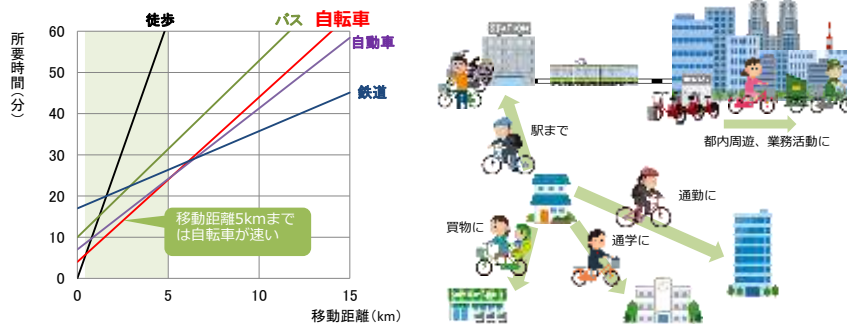 所要時間(分)
60
50
40
30
20
10
0
徒歩
バス
自転車
自動車
鉄道
移動距離5kmまで
は自転車が速い
0
5
10
15
移動距離(km)
Station
駅まで
都内周遊、業務活動に
通勤に
買物に
通学に